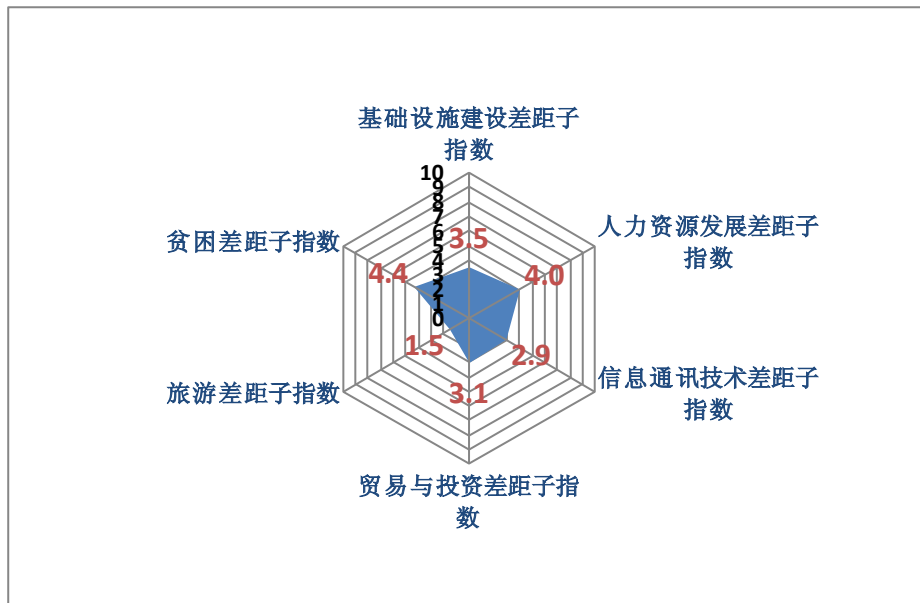 基础设施建设差距子
指数
10
9
8
7
6
5
4
3
2
1
0
3.5
人力资源发展差距子
指数
4.0
贫困差距子指数
4.4
1.5
2.9
旅游差距子指数
信息通讯技术差距子
指数
3.1
贸易与投资差距子指
数